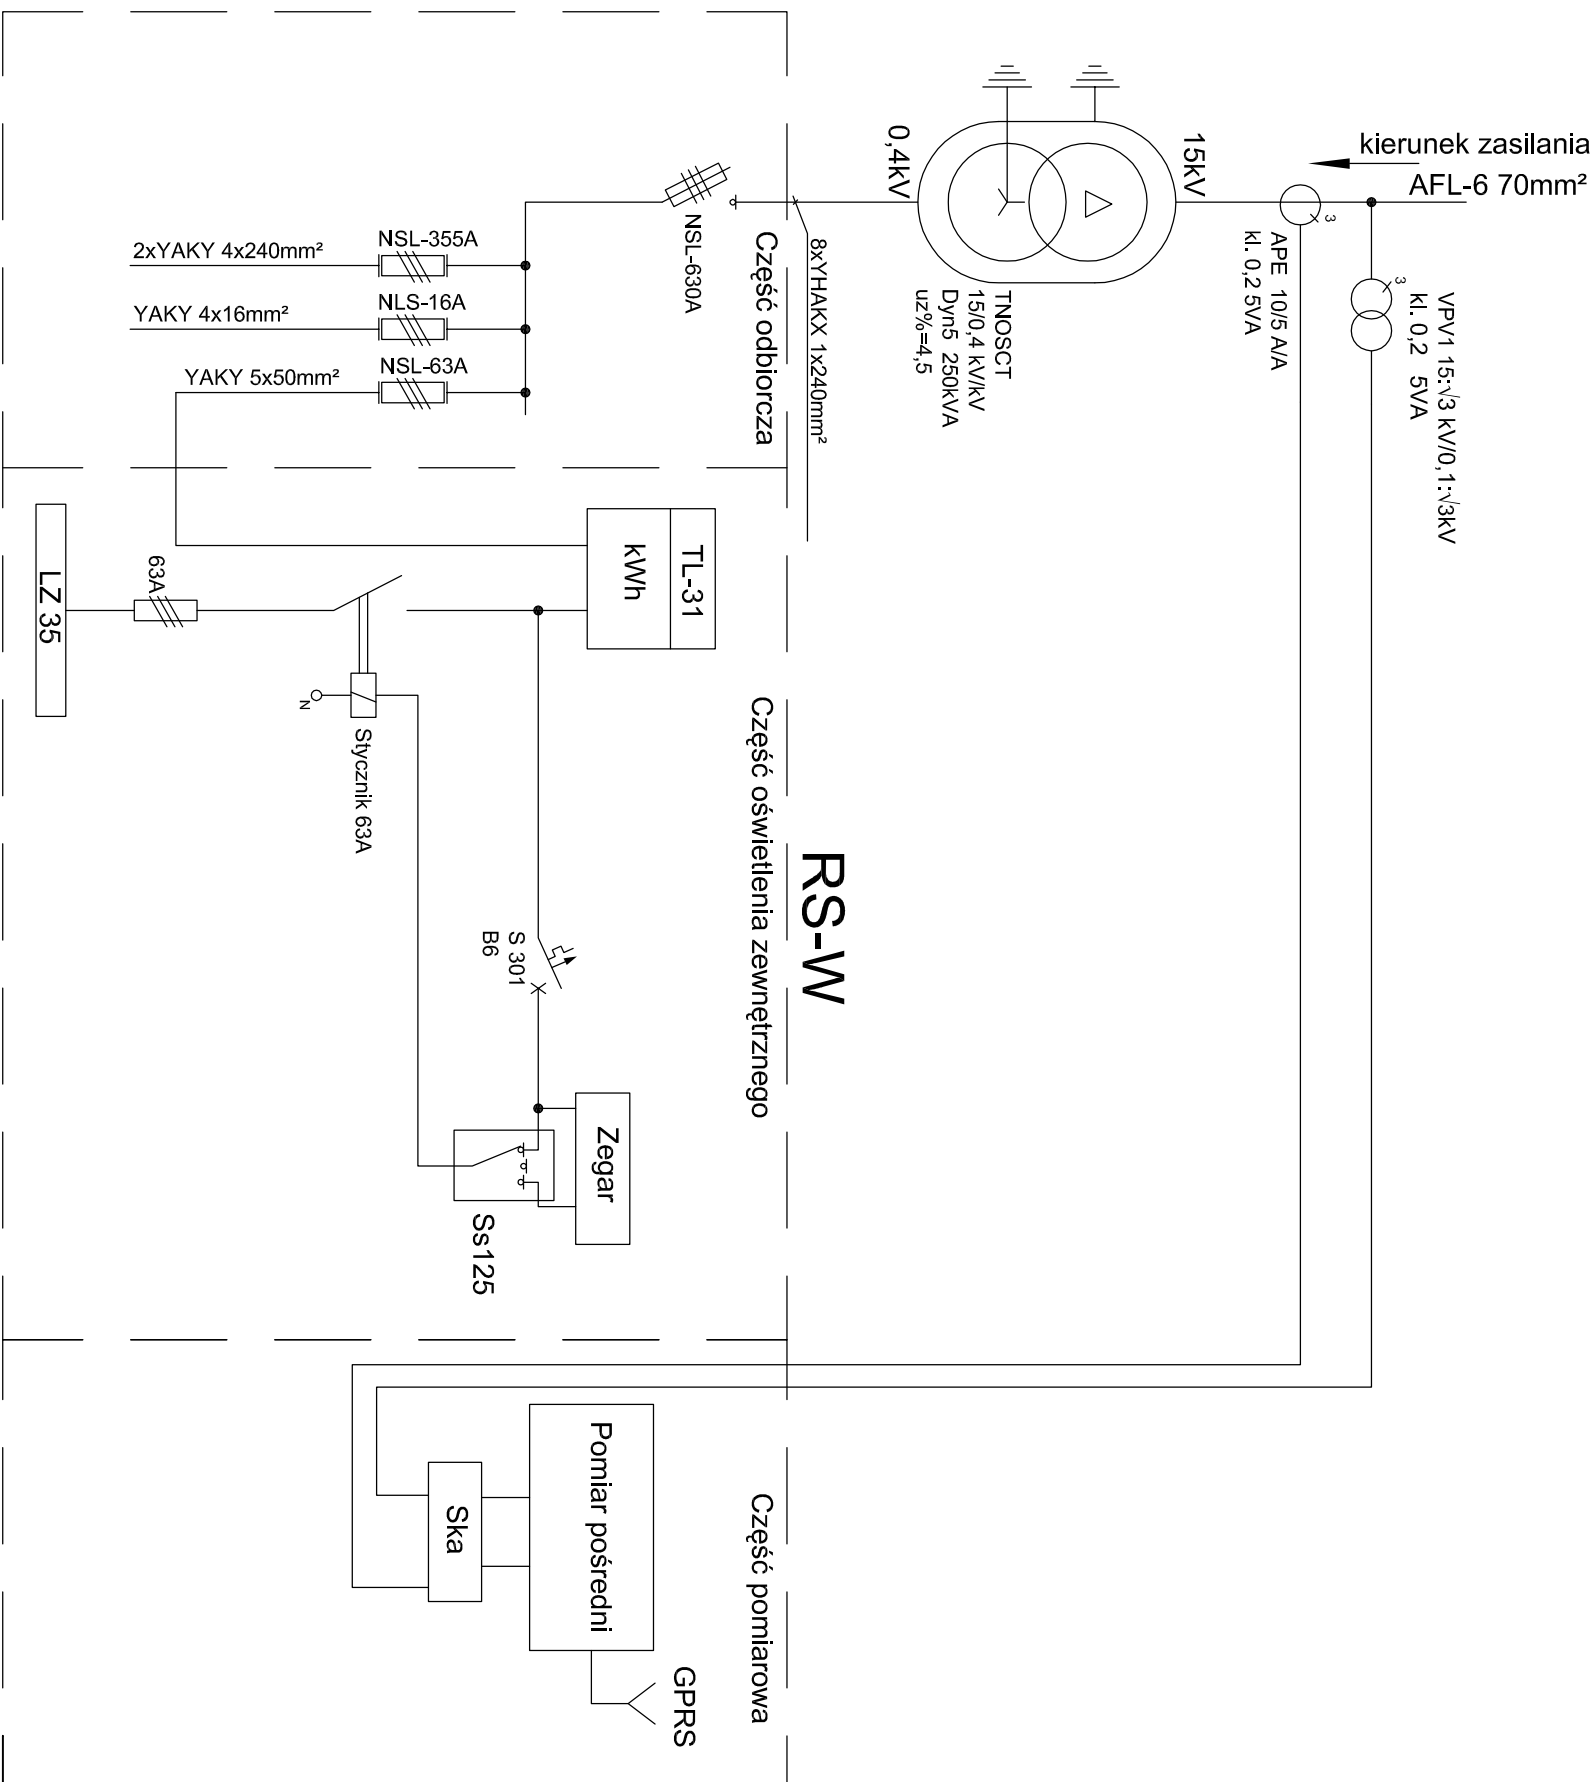 kierunek zasilania
AFL-6 70mm²
15kV
0,4kV
3
APE 10/5 A/A
kl. 0,2 5VA
3
VPV1 15:√3 kV/0,1:√3kV
kl. 0,2 5VA
TNOSCT
15/0,4 kV/kV
Dyn5 250kVA
uz%=4,5
8xYHAKX 1x240mm²
Część odbiorcza
NSL-630A
2xYAKY 4x240mm²
NSL-355A
YAKY 4x16mm²
NLS-16A
YAKY 5x50mm²
NSL-63A
RS-W
Część oświetlenia zewnętrznego
TL-31
kWh
63A
LZ 35
N
Stycznik 63A
S 301
B6
Zegar
Ss125
Część pomiarowa
Pomiar pośredni
Ska
GPRS